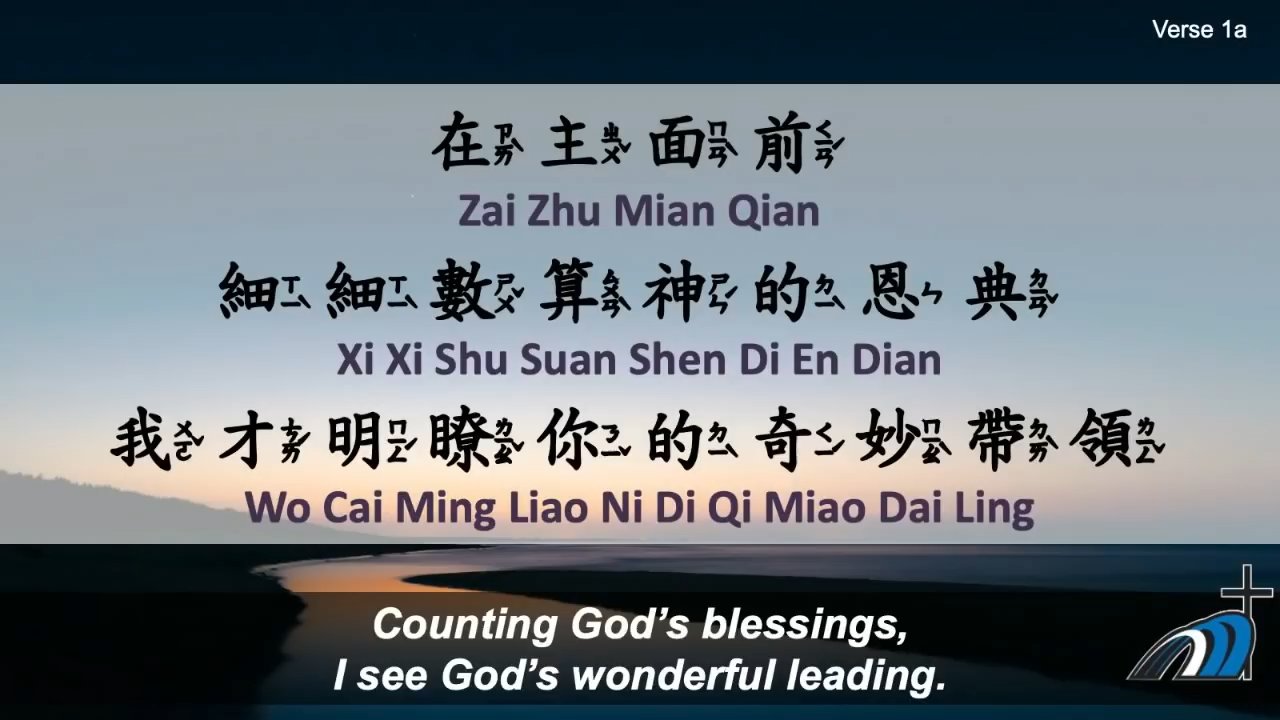 Verse 1a
在主面前
Zai Zhu Mian Qian
細細數算神的恩典
Xi Xi Shu Suan Shen Di En Dian
我才明瞭你的奇妙帶領
Wo Cai Ming Liao Ni Di Qi Miao Dai Ling
Counting God’s blessings,
I see God’s wonderful leading.